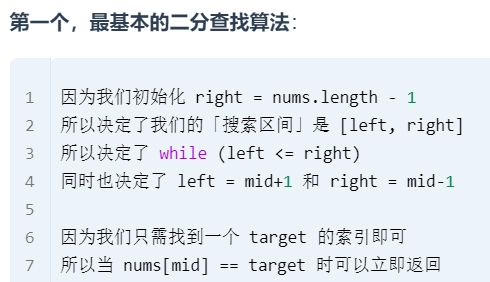 第一个，最基本的二分查找算法：
1 因为我们初始化 right = nums.length - 1
2 所以决定了我们的「搜索区间」是 [left, right]
3 所以决定了 while (left <= right)
4 同时也决定了 left = mid+1 和 right = mid-1
5
6 因为我们只需找到一个 target 的索引即可
7 所以当 nums[mid] == target 时可以立即返回